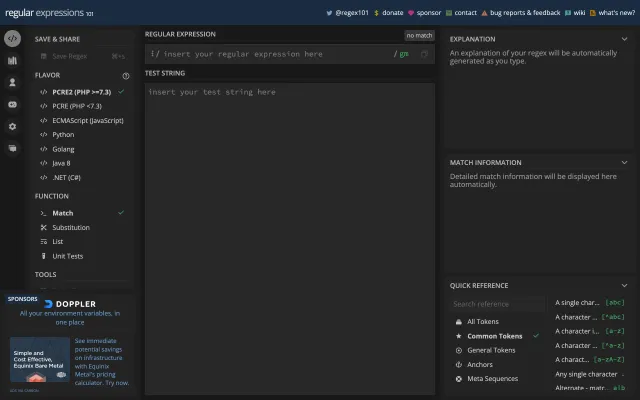 regular expressions 101
@regex101
$ donate
sponsor
contact
bug reports & feedback
wiki
what's new?
SAVE & SHARE
Save Regex ⌘+s
FLAVOR
</> PCRE2 (PHP >=7.3)
</> PCRE (PHP <7.3)
</> ECMAScript (JavaScript)
</> Python
</> Golang
</> Java 8
</> .NET (C#)
FUNCTION
>_ Match
Substitution
List
Unit Tests
TOOLS
SPONSORS
DOPPLER
All your environment variables, in
one place
Simple and
Cost Effective,
Equinix Bare Metal
See immediate
potential savings
on infrastructure
with Equinix
Metal's pricing
calculator. Try now.
REGULAR EXPRESSION
no match
/ insert your regular expression here / gm
TEST STRING
insert your test string here
EXPLANATION
An explanation of your regex will be automatically
generated as you type.
MATCH INFORMATION
Detailed match information will be displayed here
automatically.
QUICK REFERENCE
Search reference
All Tokens
Common Tokens
General Tokens
Anchors
Meta Sequences
A single char... [abc]
A character ... [^abc]
A character i... [a-z]
A character ... [^a-z]
A charact... [a-zA-Z]
Any single character .
Alternate - matr... a|b